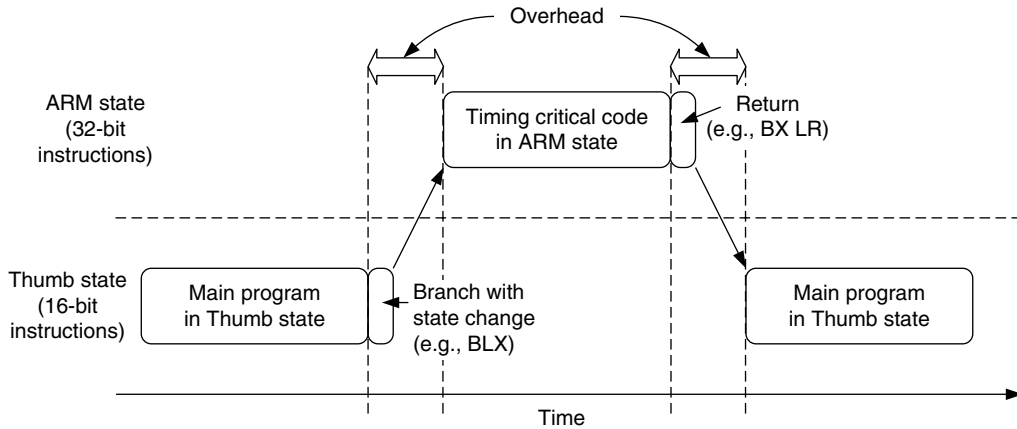 Overhead
ARM state
(32-bit
instructions)
Timing critical code
in ARM state
Return
(e.g., BX LR)
Thumb state
(16-bit
instructions)
Main program
in Thumb state
Branch with
state change
(e.g., BLX)
Main program
in Thumb state
Time